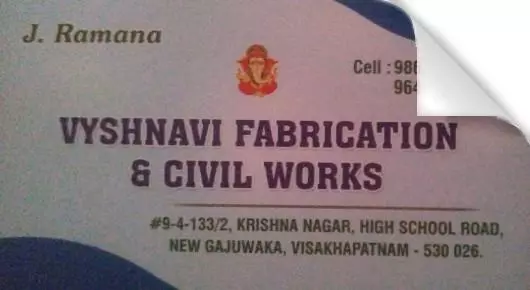 J. Ramana
Cell : 986
964
VYSHNAVI FABRICATION
& CIVIL WORKS
#9-4-133/2, KRISHNA NAGAR, HIGH SCHOOL ROAD,
NEW GAJUWAKA, VISAKHAPATNAM - 530 026.